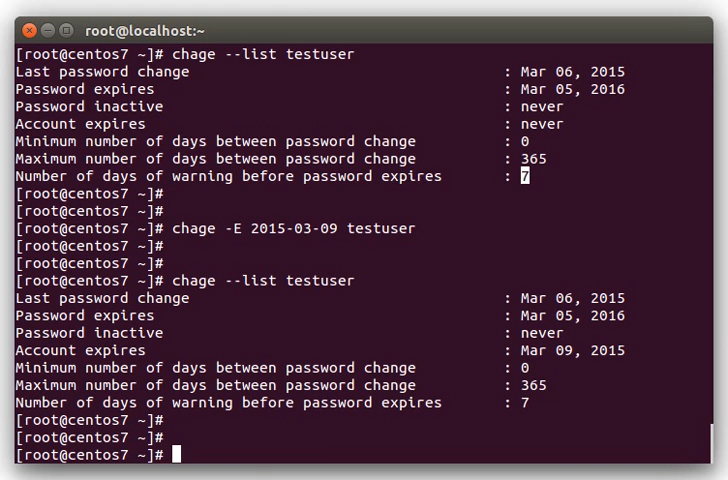 root@localhost:~
[root@centos7 ~]# chage --list testuser
Last password change : Mar 06, 2015
Password expires : Mar 05, 2016
Password inactive : never
Account expires : never
Minimum number of days between password change : 0
Maximum number of days between password change : 365
Number of days of warning before password expires : 7
[root@centos7 ~]#
[root@centos7 ~]#
[root@centos7 ~]# chage -E 2015-03-09 testuser
[root@centos7 ~]#
[root@centos7 ~]#
[root@centos7 ~]# chage --list testuser
Last password change : Mar 06, 2015
Password expires : Mar 05, 2016
Password inactive : never
Account expires : Mar 09, 2015
Minimum number of days between password change : 0
Maximum number of days between password change : 365
Number of days of warning before password expires : 7
[root@centos7 ~]#
[root@centos7 ~]#
[root@centos7 ~]#